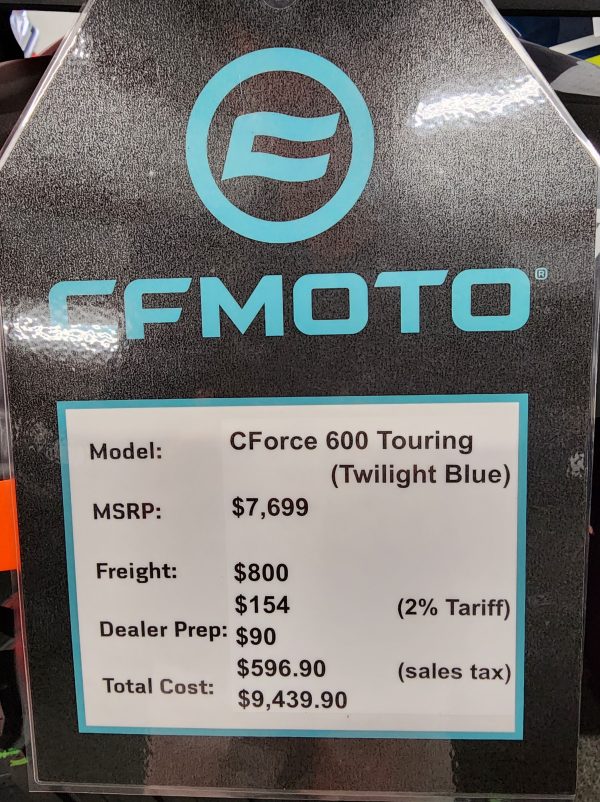 CFMOTO®
Model: CForce 600 Touring
(Twilight Blue)
MSRP: $7,699
Freight: $800
$154 (2% Tariff)
Dealer Prep: $90
$596.90 (sales tax)
Total Cost: $9,439.90